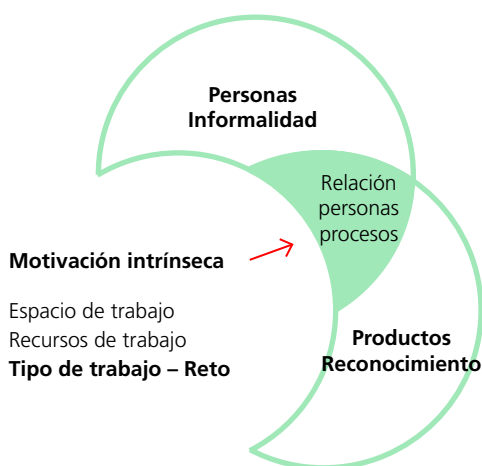 Personas
Informalidad
Relación
personas
procesos
Motivación intrínseca
Espacio de trabajo
Recursos de trabajo
Tipo de trabajo – Reto
Productos
Reconocimiento